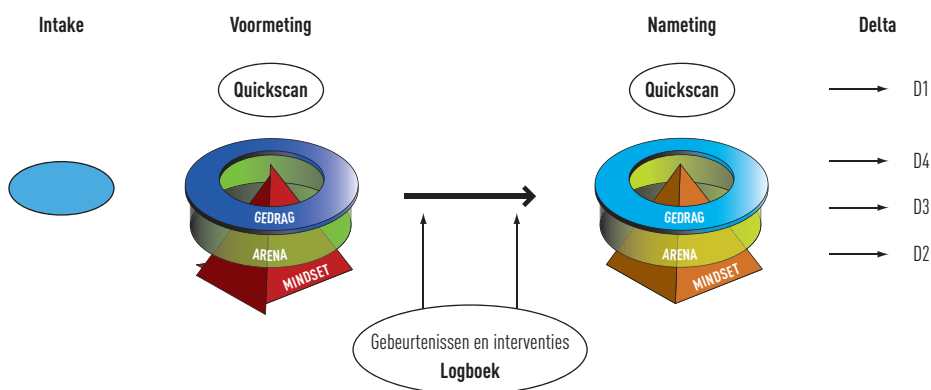 Intake
Voormeting
Nameting
Delta
Quickscan
Quickscan
D1
GEDRAG
ARENA
MINDSET
GEDRAG
ARENA
MINDSET
D4
D3
D2
Gebeurtenissen en interventies
Logboek